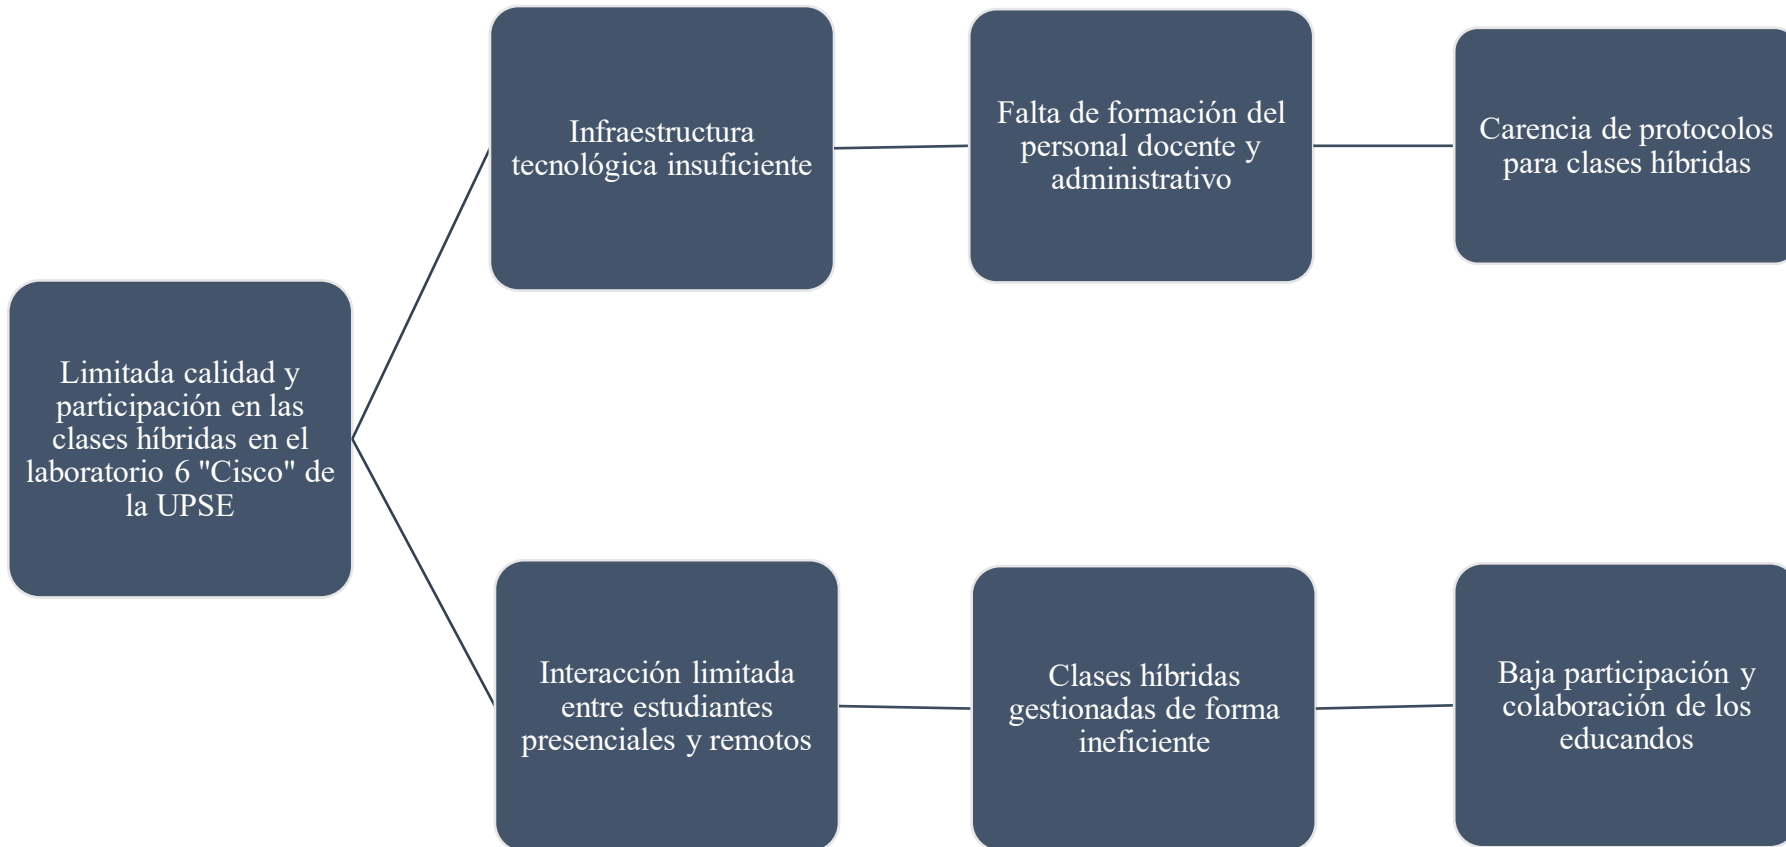 Limitada calidad y
participación en las
clases híbridas en el
laboratorio 6 "Cisco" de
la UPSE
Infraestructura
tecnológica insuficiente
Falta de formación del
personal docente y
administrativo
Carencia de protocolos
para clases híbridas
Interacción limitada
entre estudiantes
presenciales y remotos
Clases híbridas
gestionadas de forma
ineficiente
Baja participación y
colaboración de los
educandos